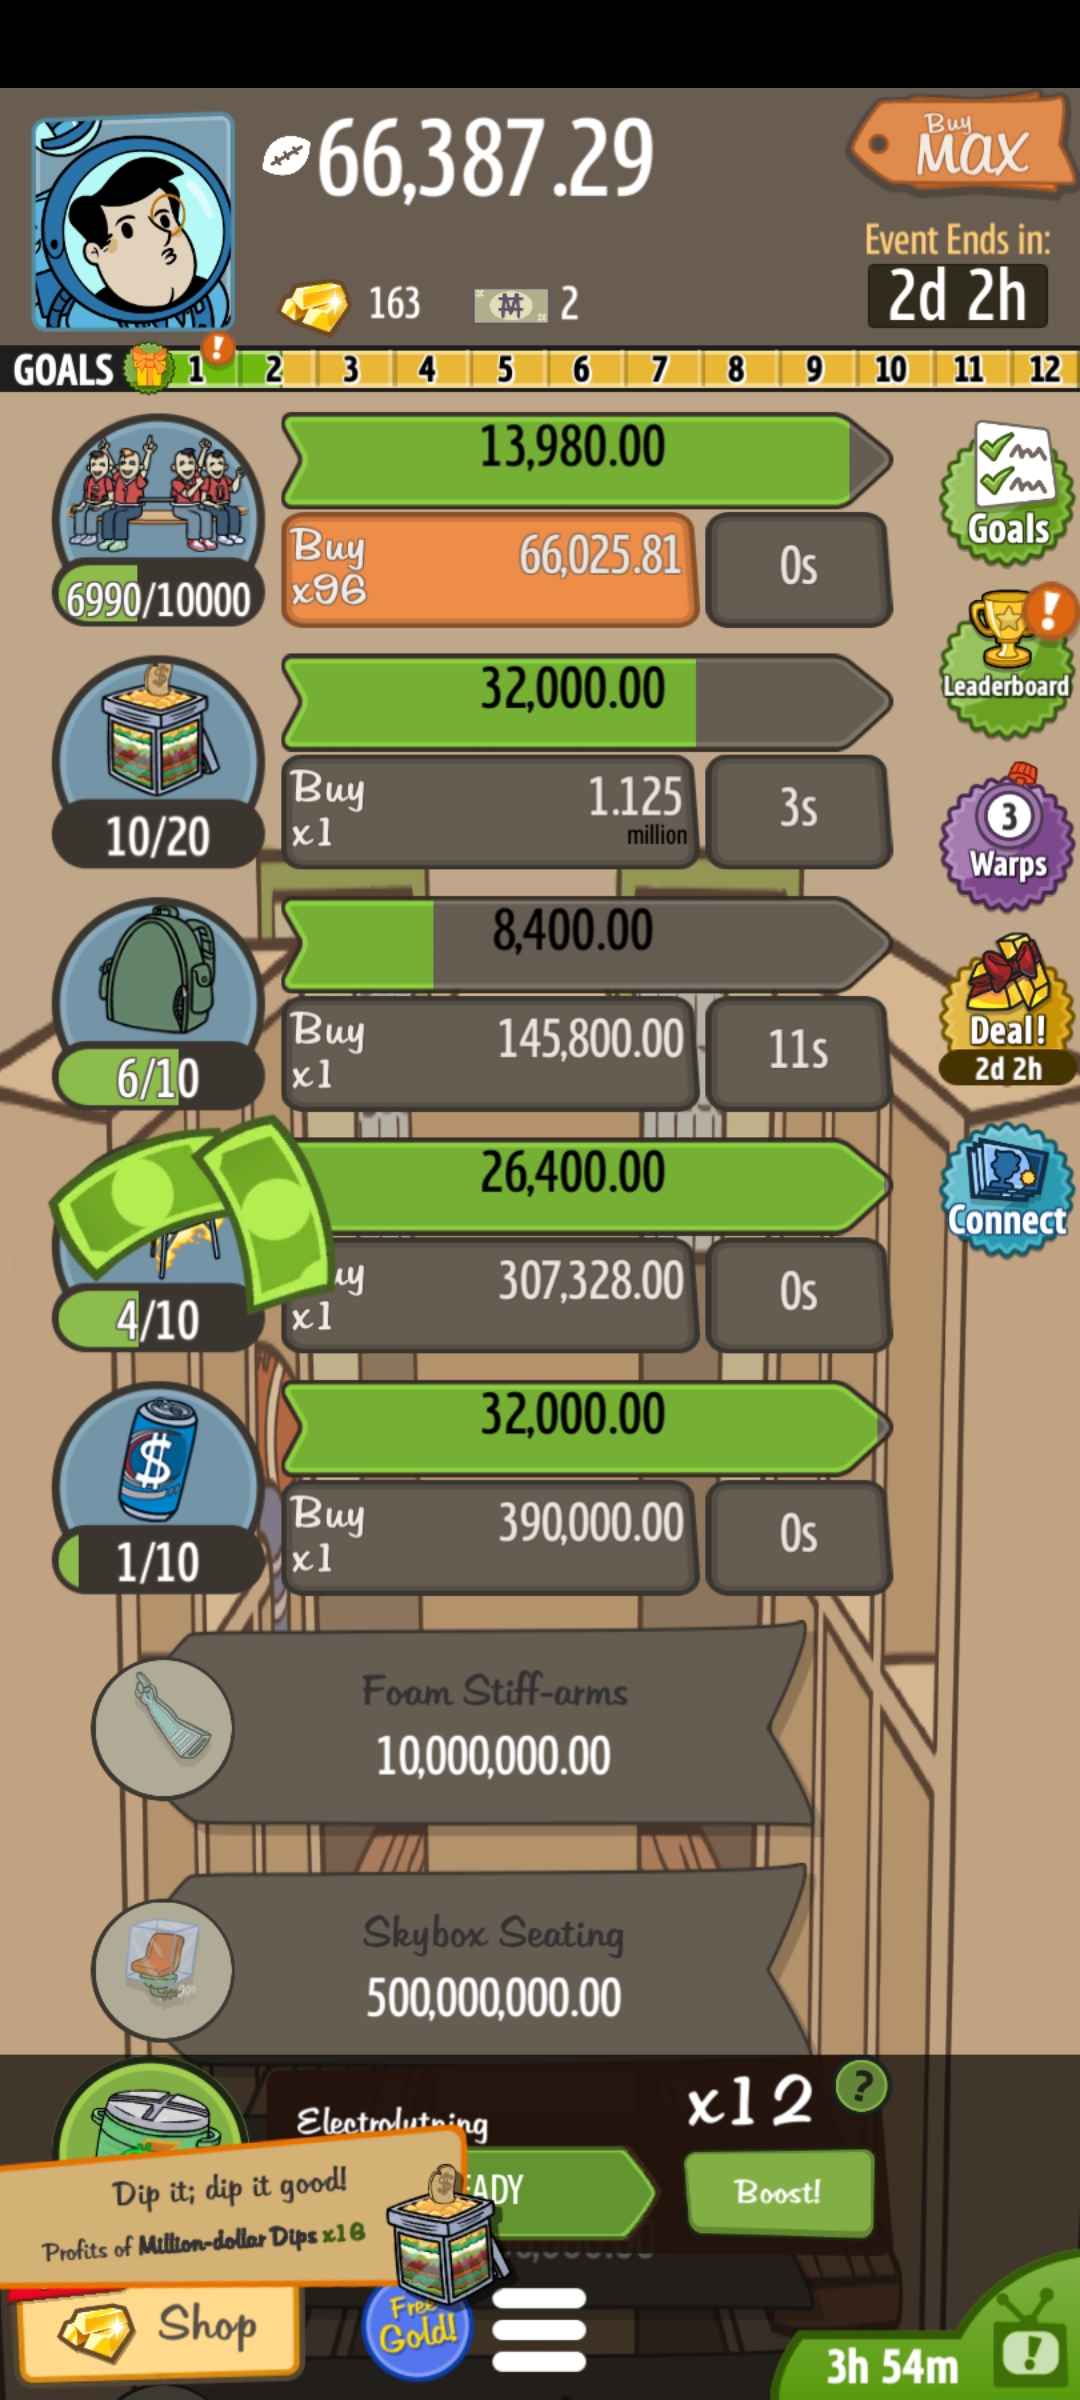 66,387.29
Buy
MAX
Event Ends in:
2d 2h
163
2
GOALS 1 ! 2 3 4 5 6 7 8 9 10 11 12
13,980.00
Buy
x96
66,025.81
0s
6990/10000
Goals
32,000.00
Buy
x1
1.125
million
3s
10/20
!
Leaderboard
8,400.00
Buy
x1
145,800.00
11s
6/10
3
Warps
Deal!
2d 2h
26,400.00
uy
x1
307,328.00
0s
4/10
Connect
32,000.00
Buy
x1
390,000.00
0s
$
1/10
Foam Stiff-arms
10,000,000.00
Skybox Seating
500,000,000.00
x12
?
EADY
Boost!
Dip it; dip it good!
Profits of Million-dollar Dips x16
Shop
Free
Gold!
3h 54m
!